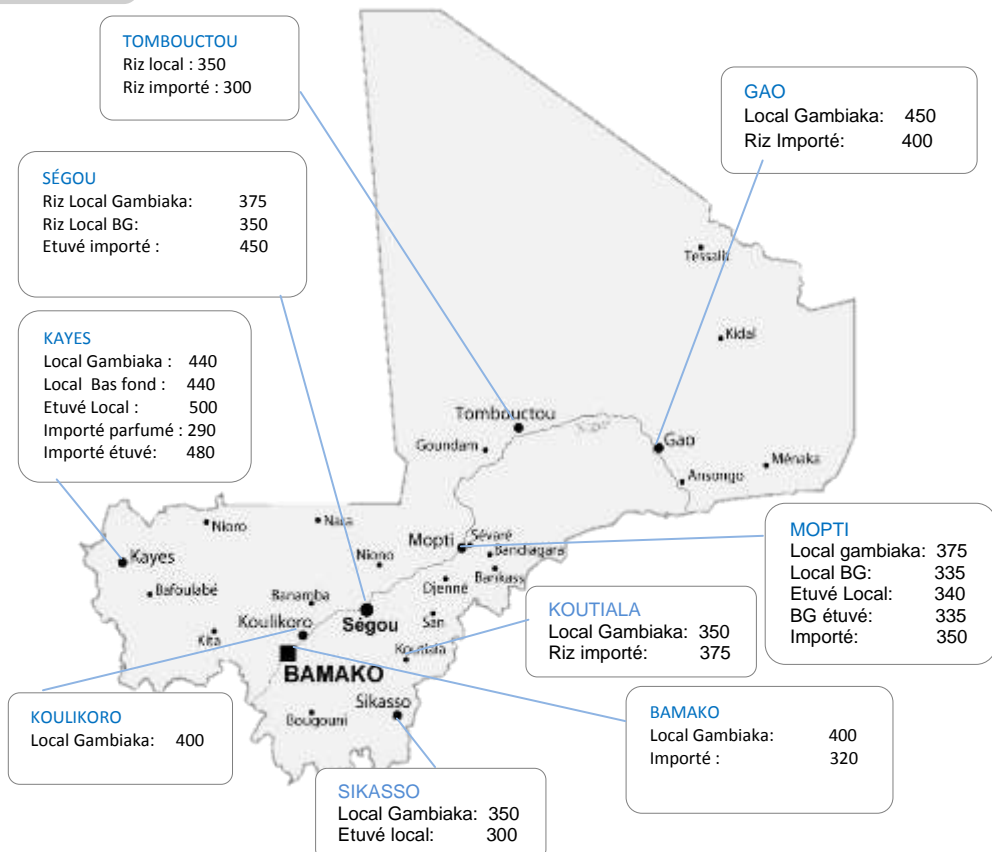 TOMBOUCTOU
Riz local : 350
Riz importé : 300
GAO
Local Gambiaka: 450
Riz Importé: 400
SÉGOU
Riz Local Gambiaka: 375
Riz Local BG: 350
Etuvé importé : 450
KAYES
Local Gambiaka : 440
Local Bas fond : 440
Etuvé Local : 500
Importé parfumé : 290
Importé étuvé: 480
Tessalit
Kidal
Tombouctou
Goundam
Gao
Ansongo
Ménaka
Nioro
Nara
Kayes
Bafoulabé
Niono
Mopti
Sévaré
Bandiagara
Bankass
Djenné
Banamba
Ségou
San
Koulikoro
Kita
Koutiala
BAMAKO
Sikasso
Bougouni
MOPTI
Local gambiaka: 375
Local BG: 335
Etuvé Local: 340
BG étuvé: 335
Importé: 350
KOUTIALA
Local Gambiaka: 350
Riz importé: 375
KOULIKORO
Local Gambiaka: 400
BAMAKO
Local Gambiaka: 400
Importé : 320
SIKASSO
Local Gambiaka: 350
Etuvé local: 300